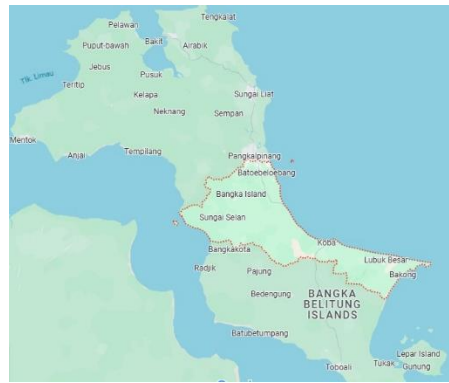 Pelawan
Tengkalat
Puput-bawah
Bakit
Airabik
Jebus
Tlk. Limau
Pusuk
Teritip
Kelapa
Sungai Liat
Neknang
Sempan
Mentok
Anjai
Tempilang
Pangkalpinang
Batoebeloebang
Bangka Island
Sungai Selan
Koba
Bangkakota
Lubuk Besar
Radjik
Pajung
Bakong
Bedengung
BANGKA
BELITUNG
ISLANDS
Batubetumpang
Lepar Island
Tukak
Gunung
Toboali